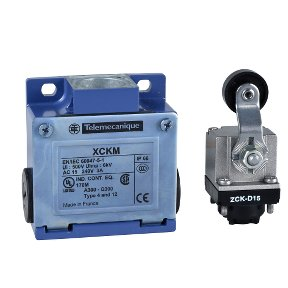 Telemecanique
XCKM
EN/IEC 60947-5-1
Ui : 500V Uimp : 6kV
AC 15 240V 3A
IP 66
IND. CONT. EQ.
170M
A300 - Q300
Type 4 and 12
Made in France
ZCK-D15